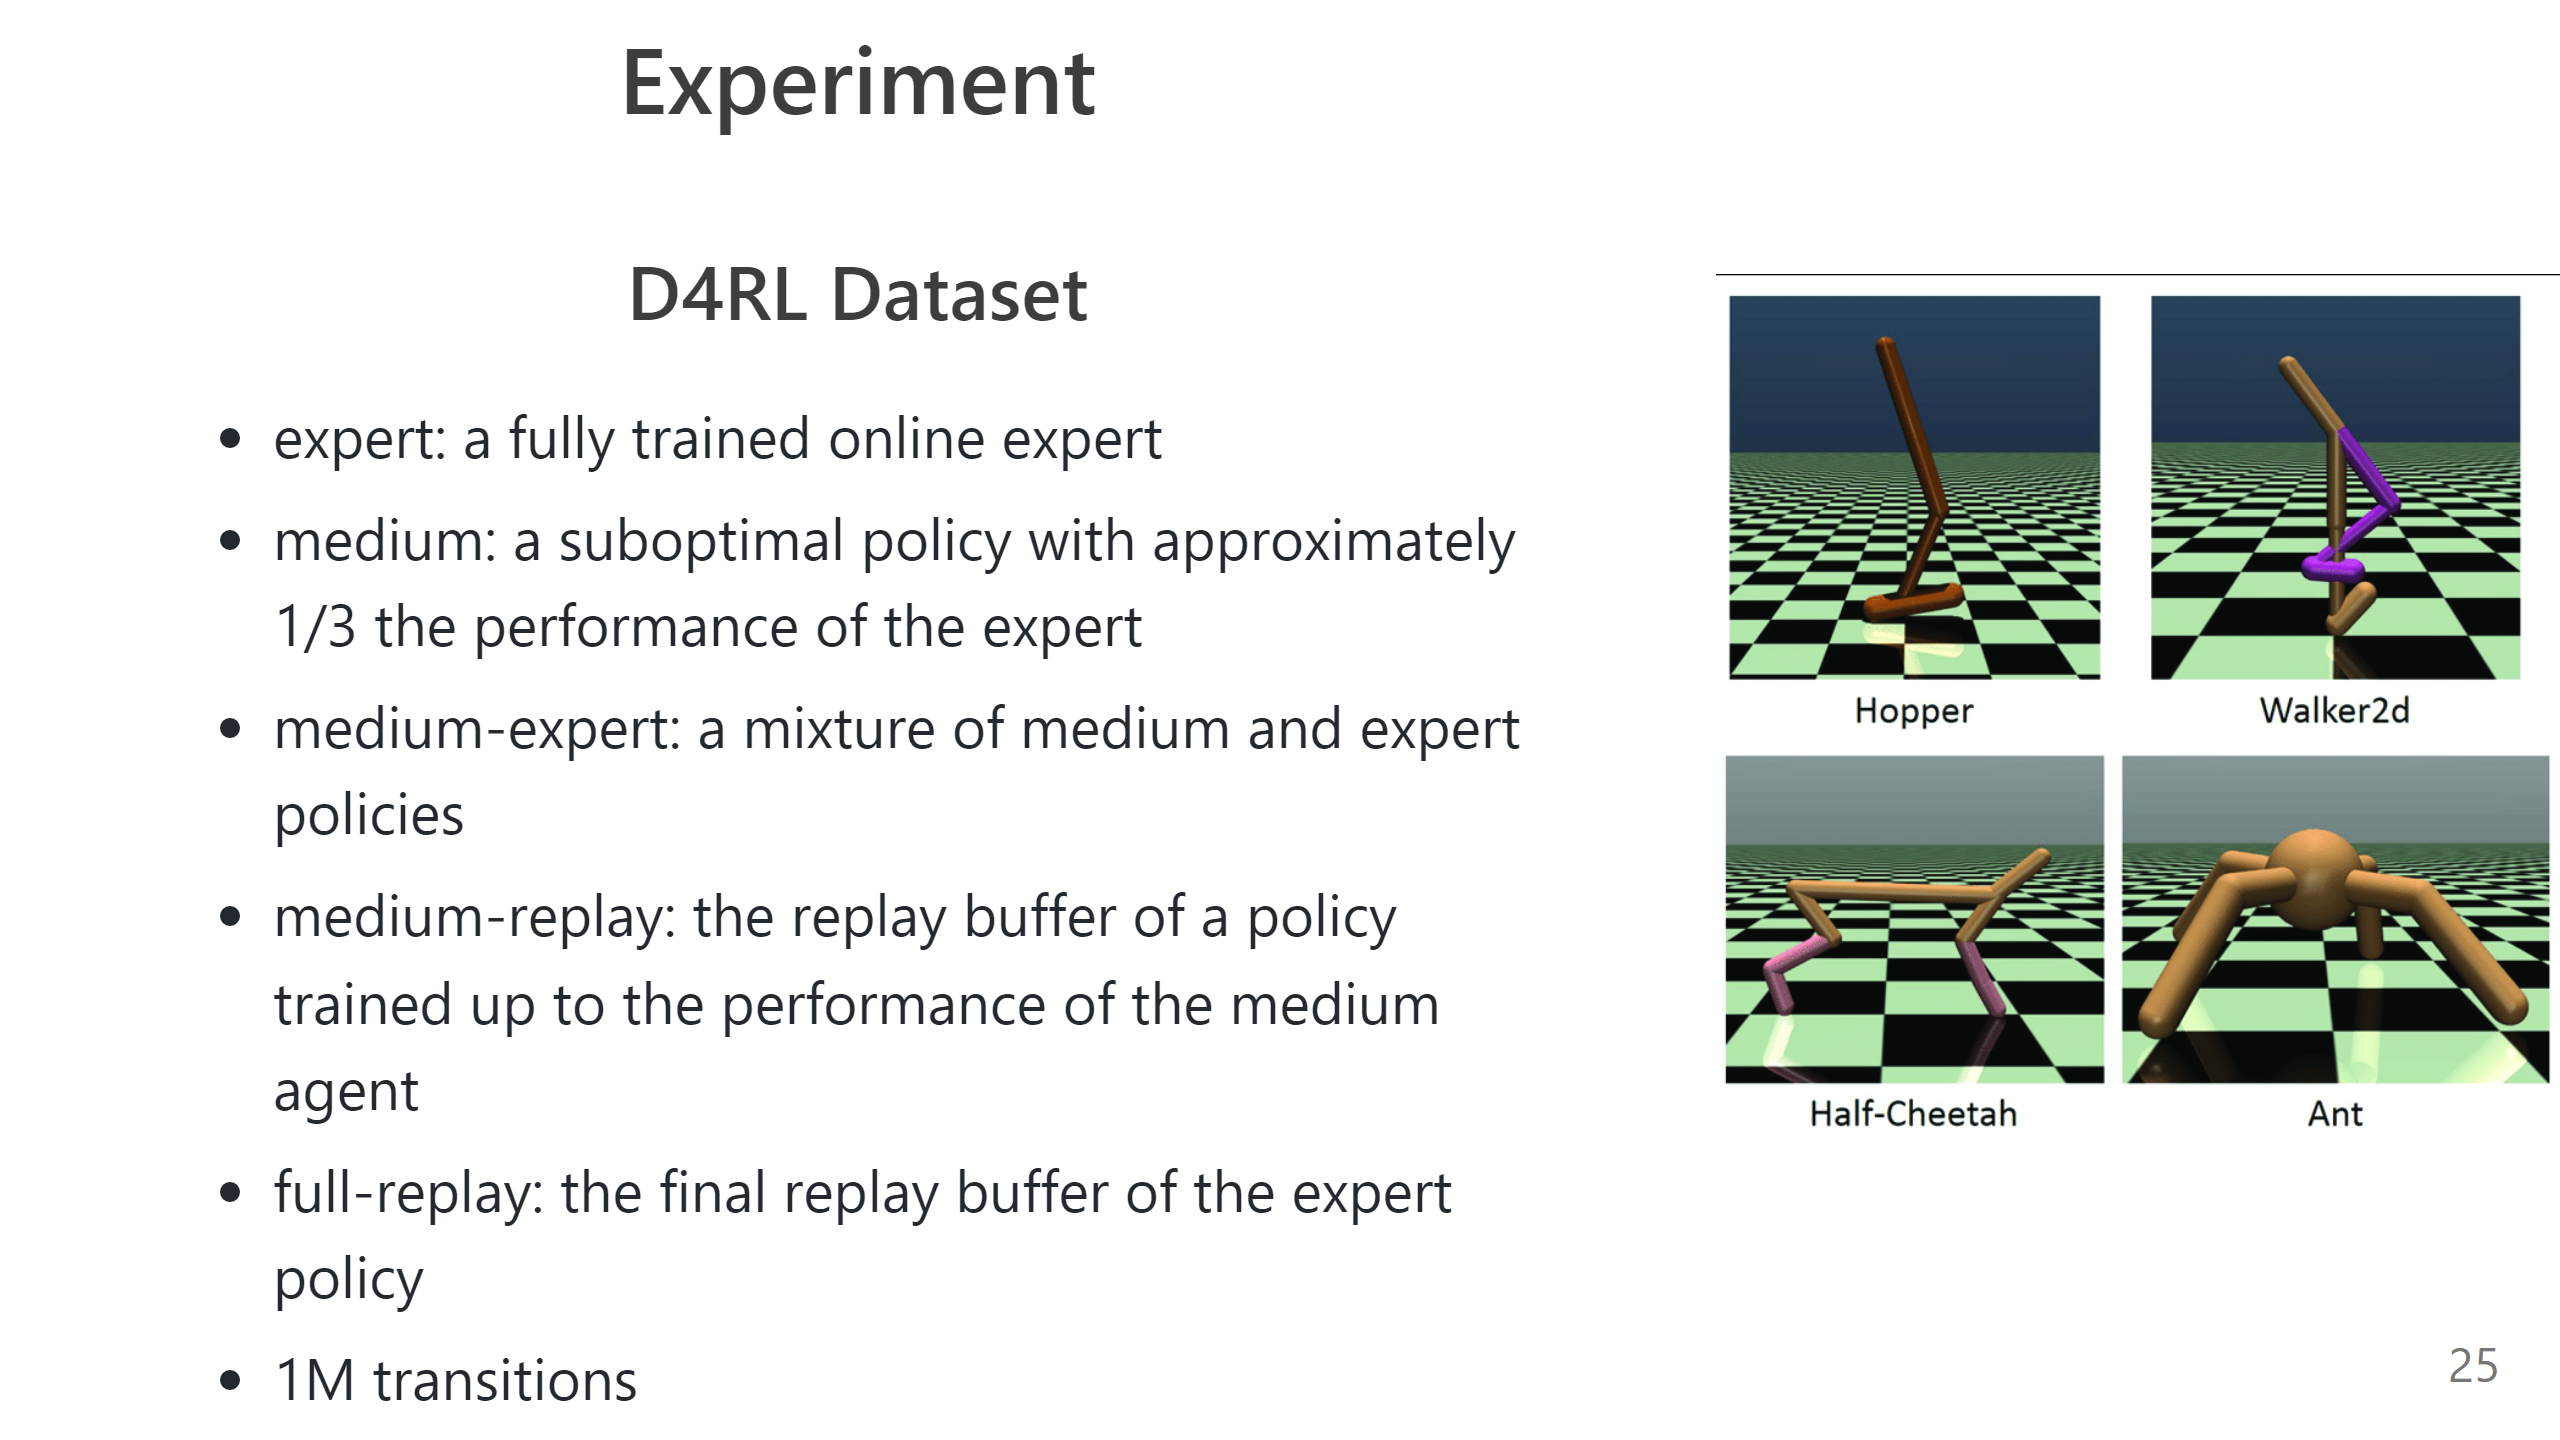 Experiment
D4RL Dataset
• expert: a fully trained online expert
• medium: a suboptimal policy with approximately
1/3 the performance of the expert
• medium-expert: a mixture of medium and expert
policies
• medium-replay: the replay buffer of a policy
trained up to the performance of the medium
agent
• full-replay: the final replay buffer of the expert
policy
• 1M transitions
Hopper
Walker2d
Half-Cheetah
Ant
25